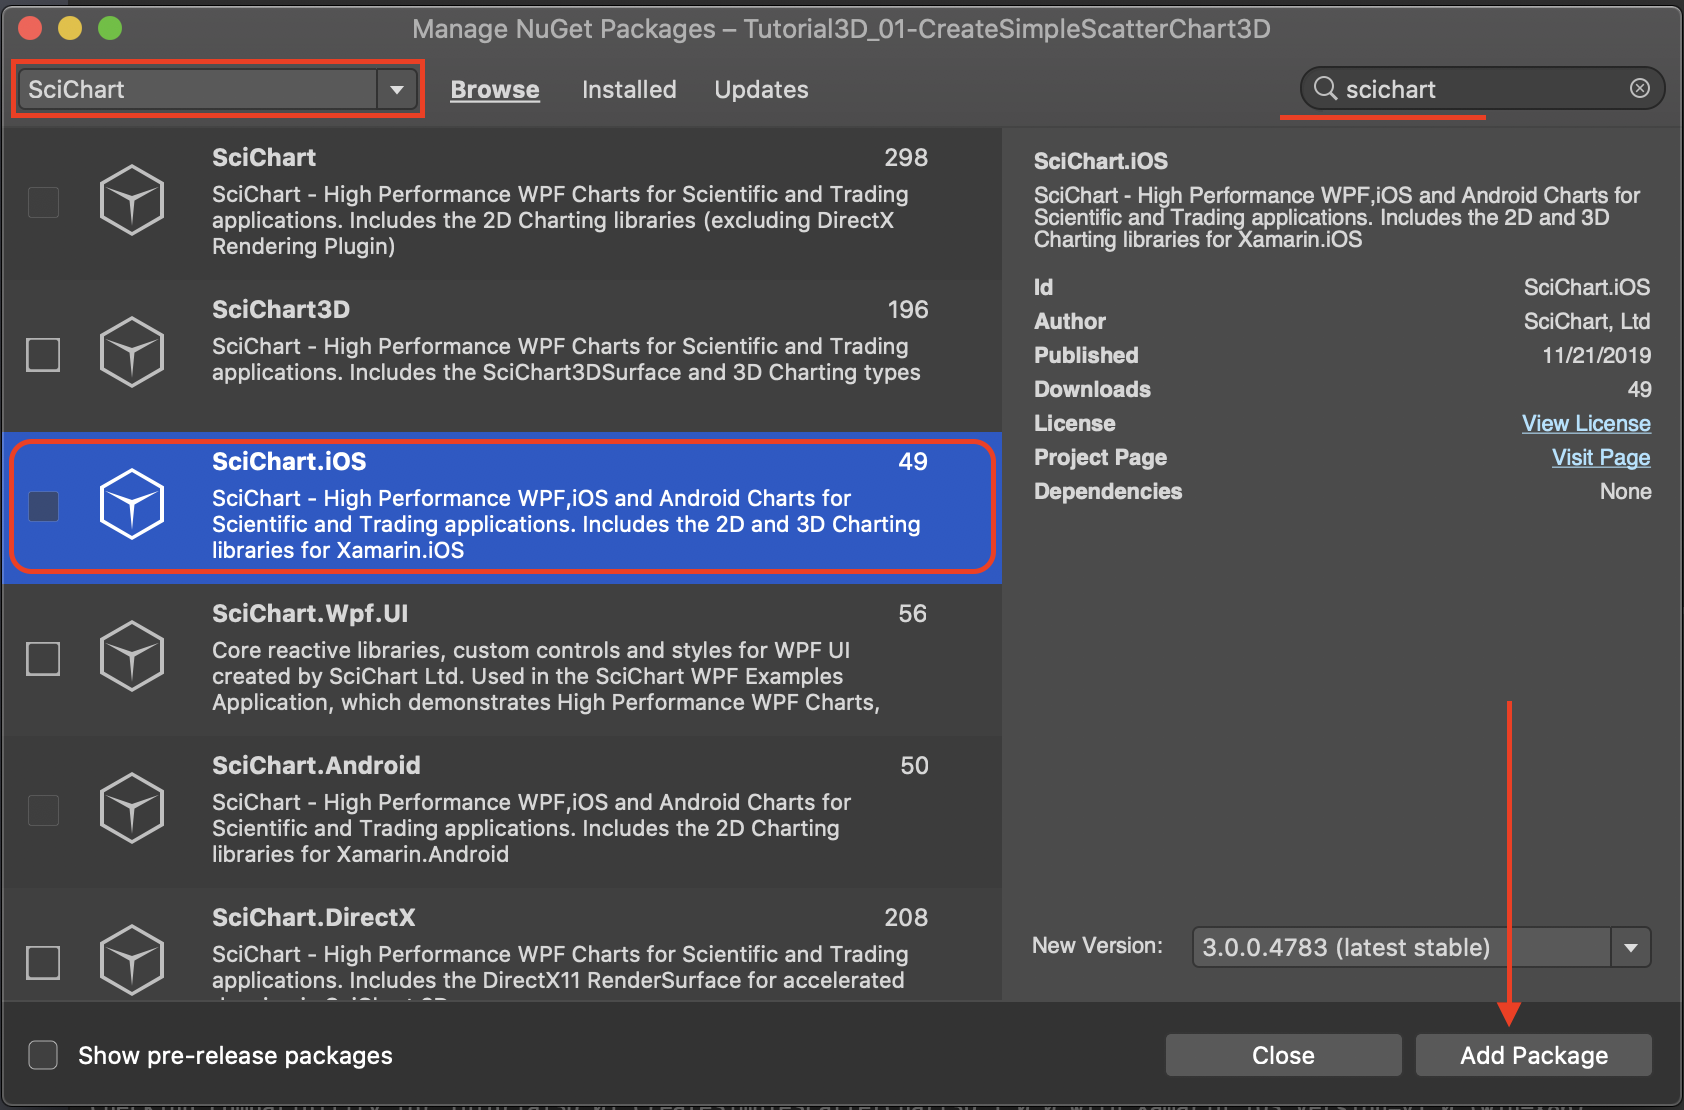 Manage NuGet Packages – Tutorial3D_01-CreateSimpleScatterChart3D
SciChart
Browse
Installed
Updates
scichart
SciChart
298
SciChart - High Performance WPF Charts for Scientific and Trading
applications. Includes the 2D Charting libraries (excluding DirectX
Rendering Plugin)
SciChart3D
196
SciChart - High Performance WPF Charts for Scientific and Trading
applications. Includes the SciChart3DSurface and 3D Charting types
SciChart.iOS
49
SciChart - High Performance WPF,iOS and Android Charts for
Scientific and Trading applications. Includes the 2D and 3D Charting
libraries for Xamarin.iOS
SciChart.Wpf.UI
56
Core reactive libraries, custom controls and styles for WPF UI
created by SciChart Ltd. Used in the SciChart WPF Examples
Application, which demonstrates High Performance WPF Charts,
SciChart.Android
50
SciChart - High Performance WPF,iOS and Android Charts for
Scientific and Trading applications. Includes the 2D Charting
libraries for Xamarin.Android
SciChart.DirectX
208
SciChart - High Performance WPF Charts for Scientific and Trading
applications. Includes the DirectX11 RenderSurface for accelerated
SciChart.iOS
SciChart - High Performance WPF,iOS and Android Charts for
Scientific and Trading applications. Includes the 2D and 3D
Charting libraries for Xamarin.iOS
Id
SciChart.iOS
Author
SciChart, Ltd
Published
11/21/2019
Downloads
49
License
View License
Project Page
Visit Page
Dependencies
None
New Version:
3.0.0.4783 (latest stable)
Show pre-release packages
Close
Add Package